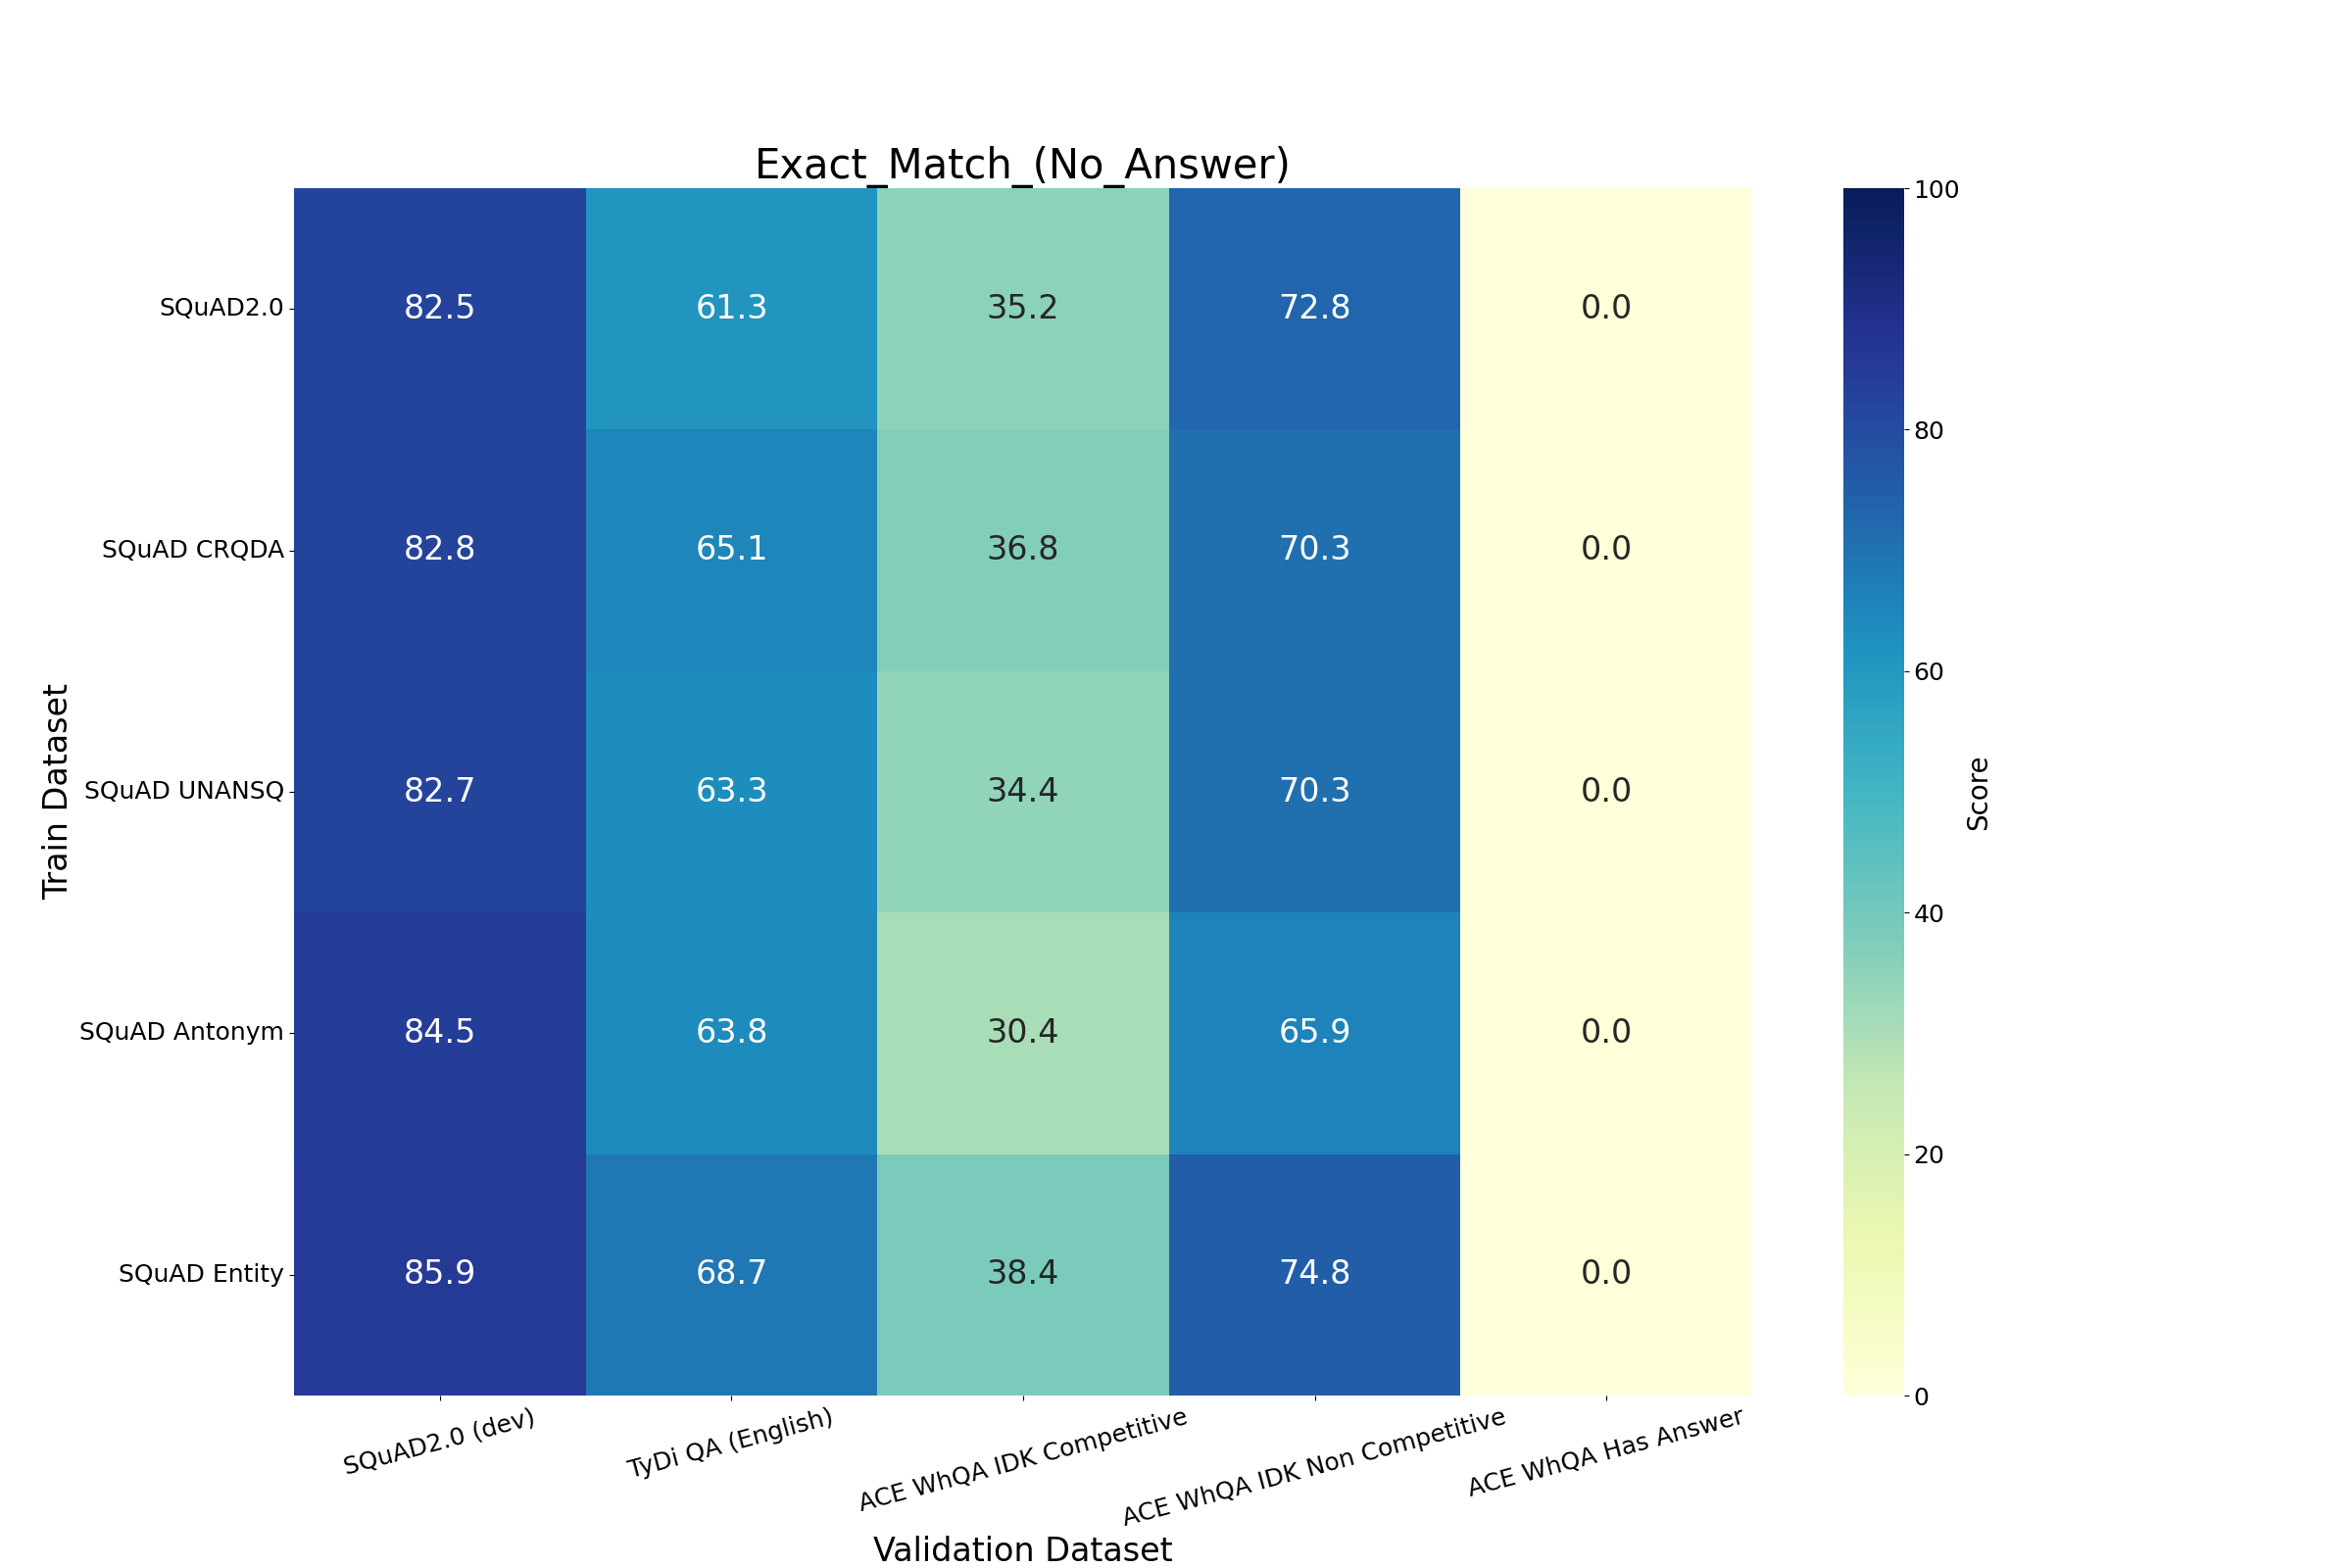 Exact_Match_(No_Answer)
Train Dataset
SQuAD2.0 82.5 61.3 35.2 72.8 0.0
SQuAD CRQDA 82.8 65.1 36.8 70.3 0.0
SQuAD UNANSQ 82.7 63.3 34.4 70.3 0.0
SQuAD Antonym 84.5 63.8 30.4 65.9 0.0
SQuAD Entity 85.9 68.7 38.4 74.8 0.0
SQuAD2.0 (dev)
TyDi QA (English)
ACE WhQA IDK Competitive
ACE WhQA IDK Non Competitive
ACE WhQA Has Answer
Validation Dataset
100
80
60
40
20
0
Score